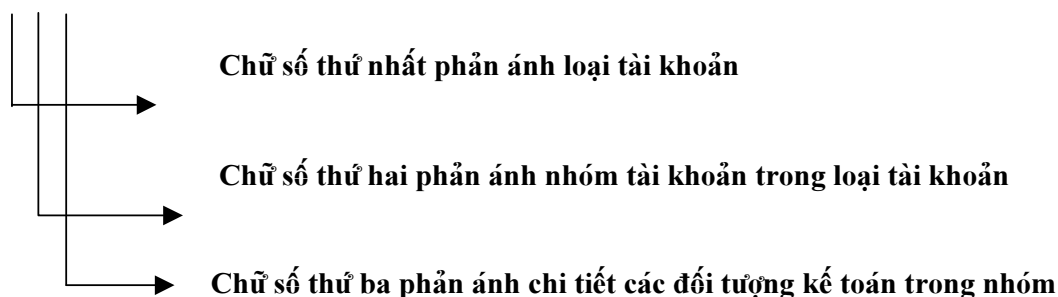 Chữ số thứ nhất phản ánh loại tài khoản
Chữ số thứ hai phản ánh nhóm tài khoản trong loại tài khoản
Chữ số thứ ba phản ánh chi tiết các đối tượng kế toán trong nhóm